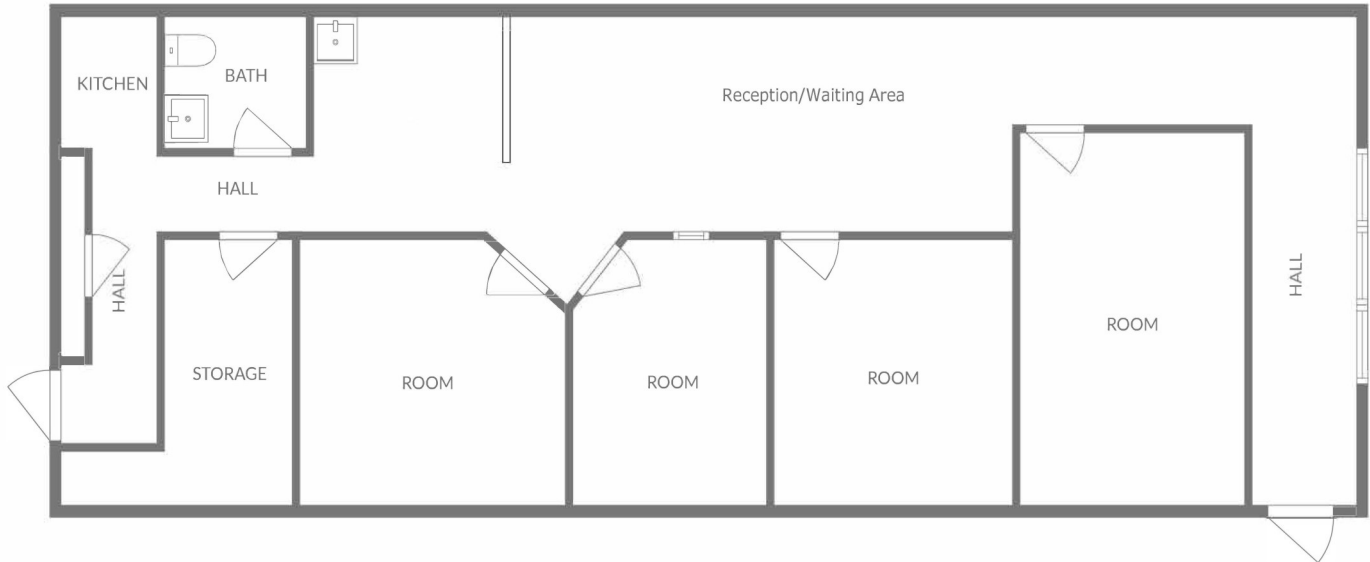 KITCHEN
BATH
Reception/Waiting Area
HALL
HALL
HALL
STORAGE
ROOM
ROOM
ROOM
ROOM